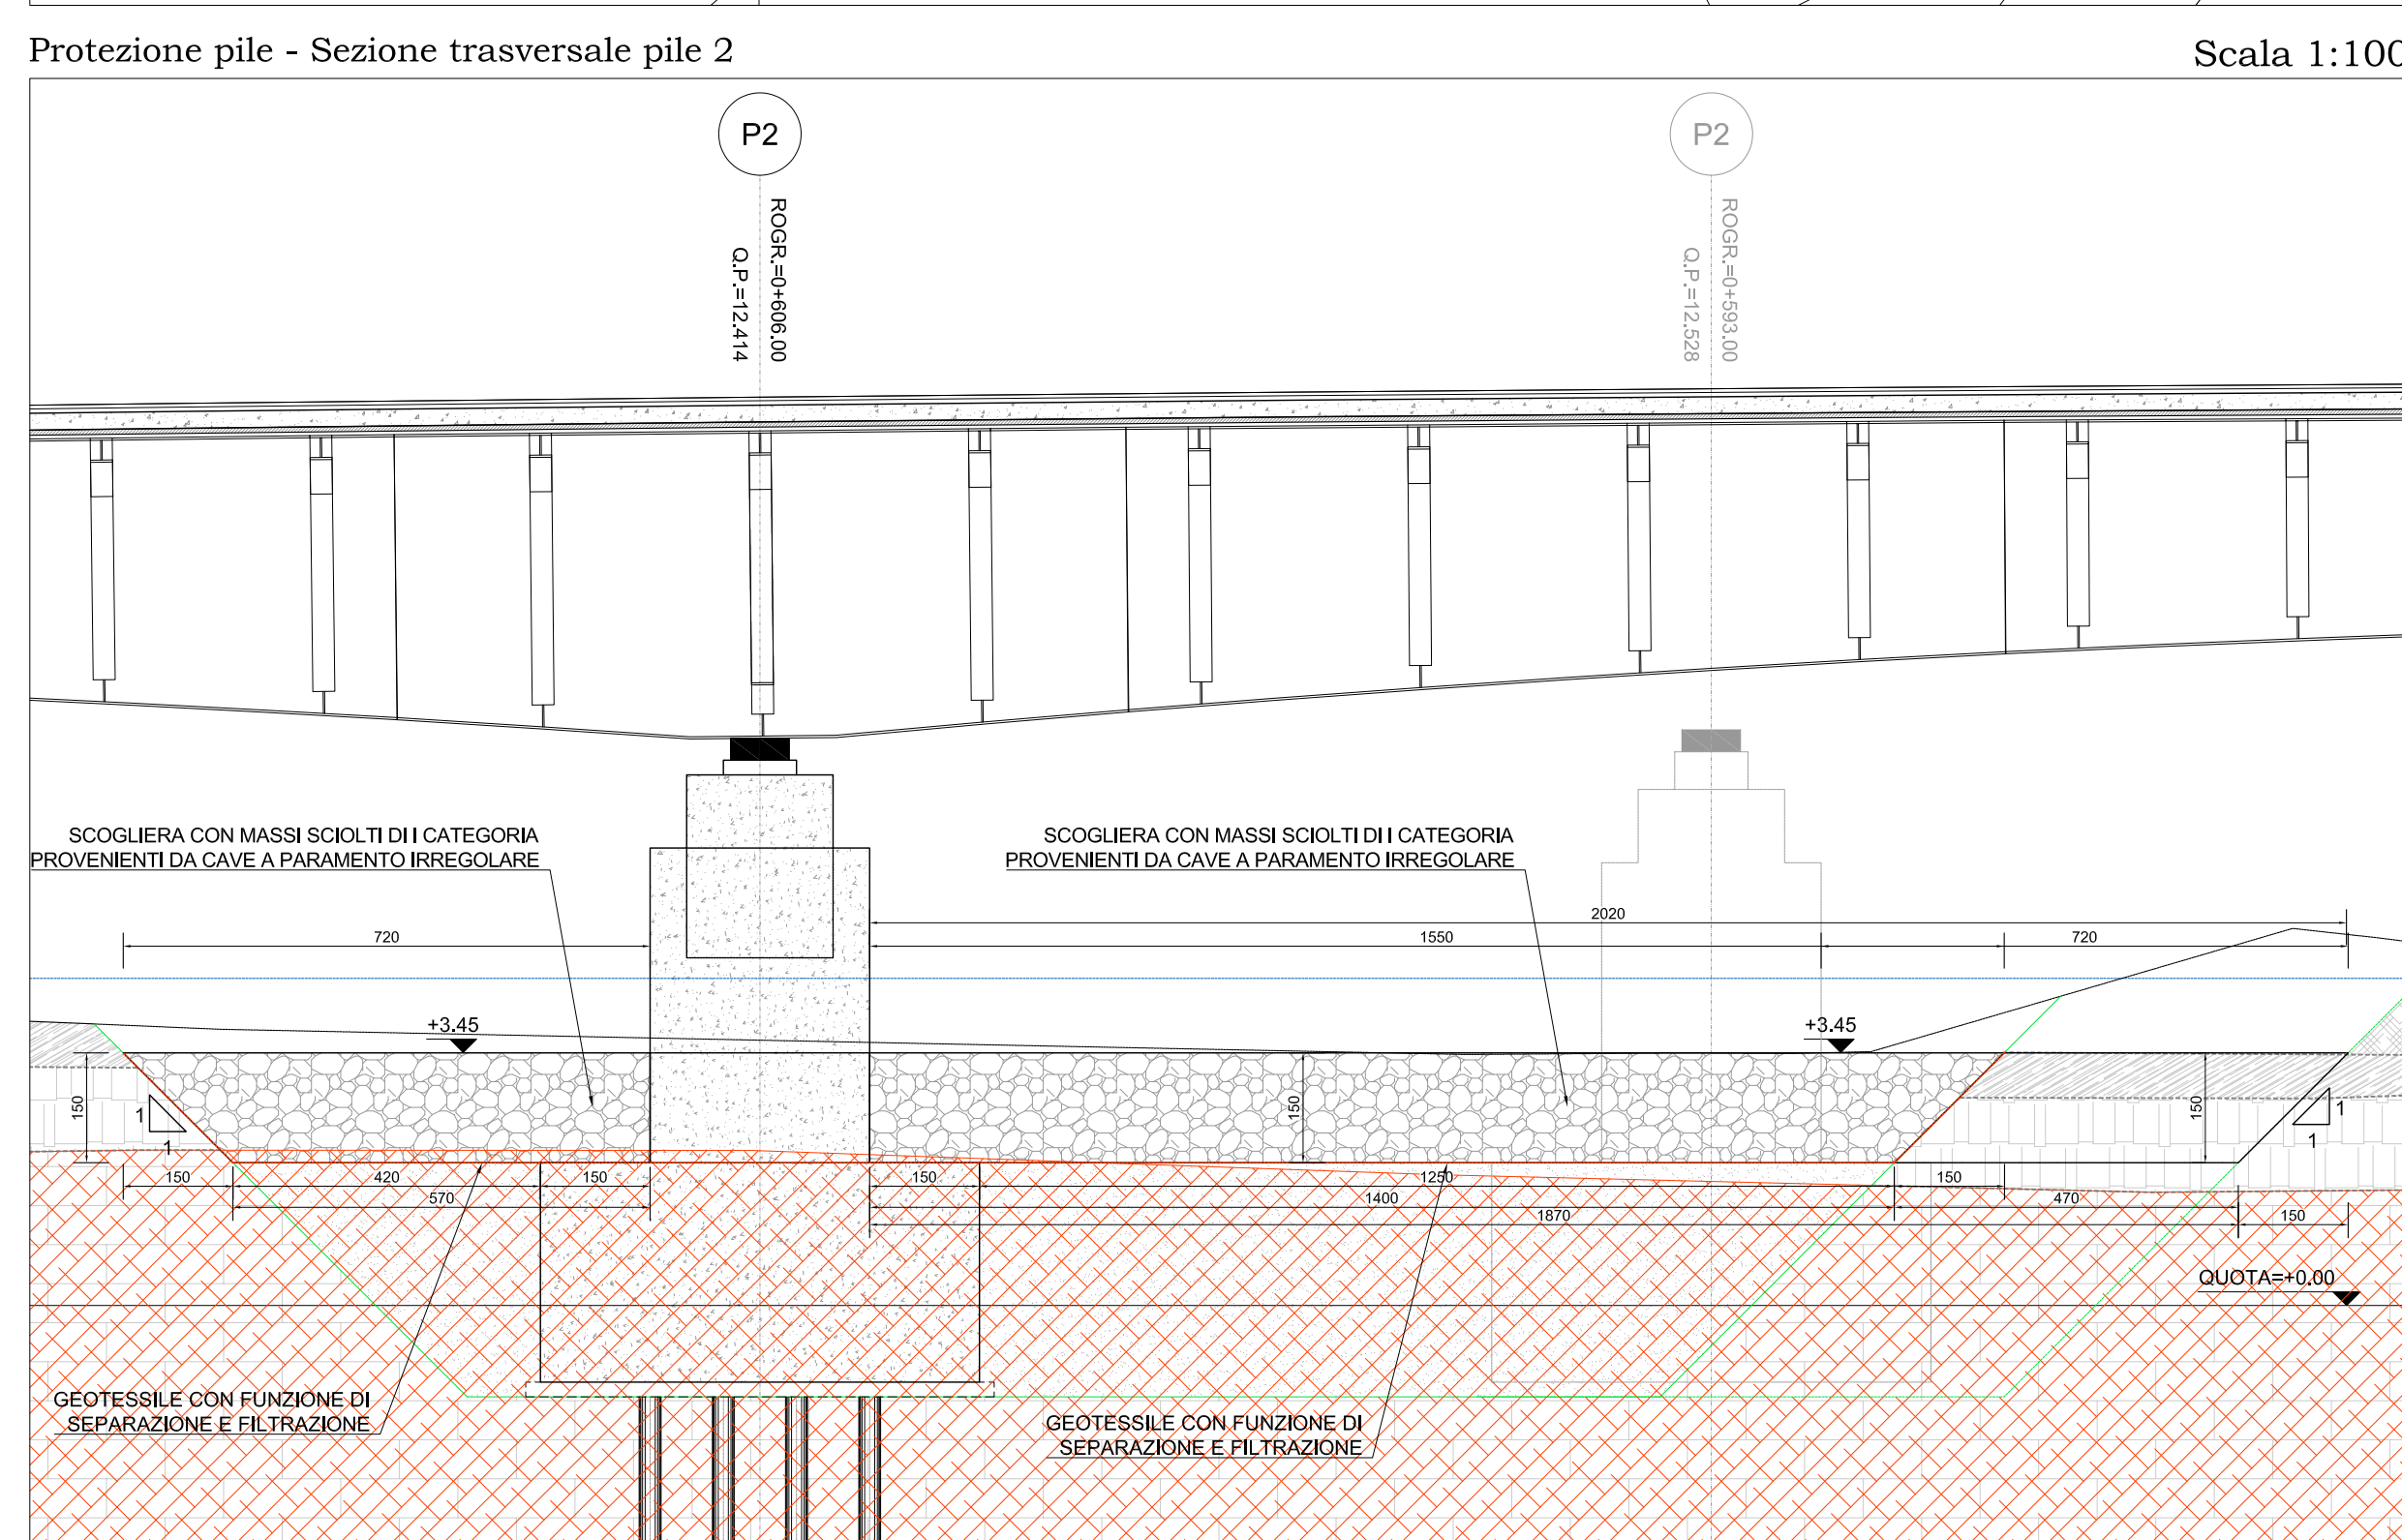 Protezione pile - Sezione trasversale pile 2
Scala 1:100
P2
P2
ROGR.=0+606.00
Q.P.=12.414
ROGR.=0+593.00
Q.P.=12.528
SCOGLIERA CON MASSI SCIOLTI DI I CATEGORIA
PROVENIENTI DA CAVE A PARAMENTO IRREGOLARE
SCOGLIERA CON MASSI SCIOLTI DI I CATEGORIA
PROVENIENTI DA CAVE A PARAMENTO IRREGOLARE
2020
720
1550
720
+3.45
+3.45
150
1
1
150
150
1
1
150
420
150
150
1250
150
570
1400
470
1870
150
QUOTA=+0.00
GEOTESSILE CON FUNZIONE DI
SEPARAZIONE E FILTRAZIONE
GEOTESSILE CON FUNZIONE DI
SEPARAZIONE E FILTRAZIONE